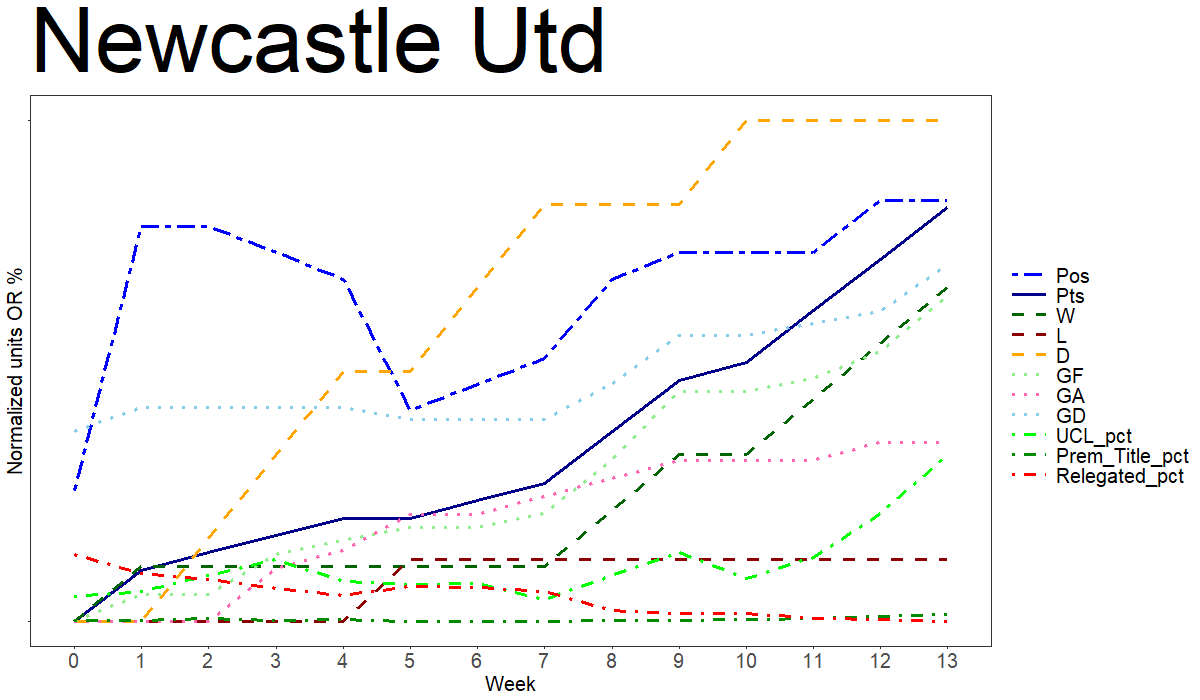 Newcastle Utd
Normalized units OR %
Pos
Pts
W
L
D
GF
GA
GD
UCL_pct
Prem_Title_pct
Relegated_pct
0 1 2 3 4 5 6 7 8 9 10 11 12 13
Week